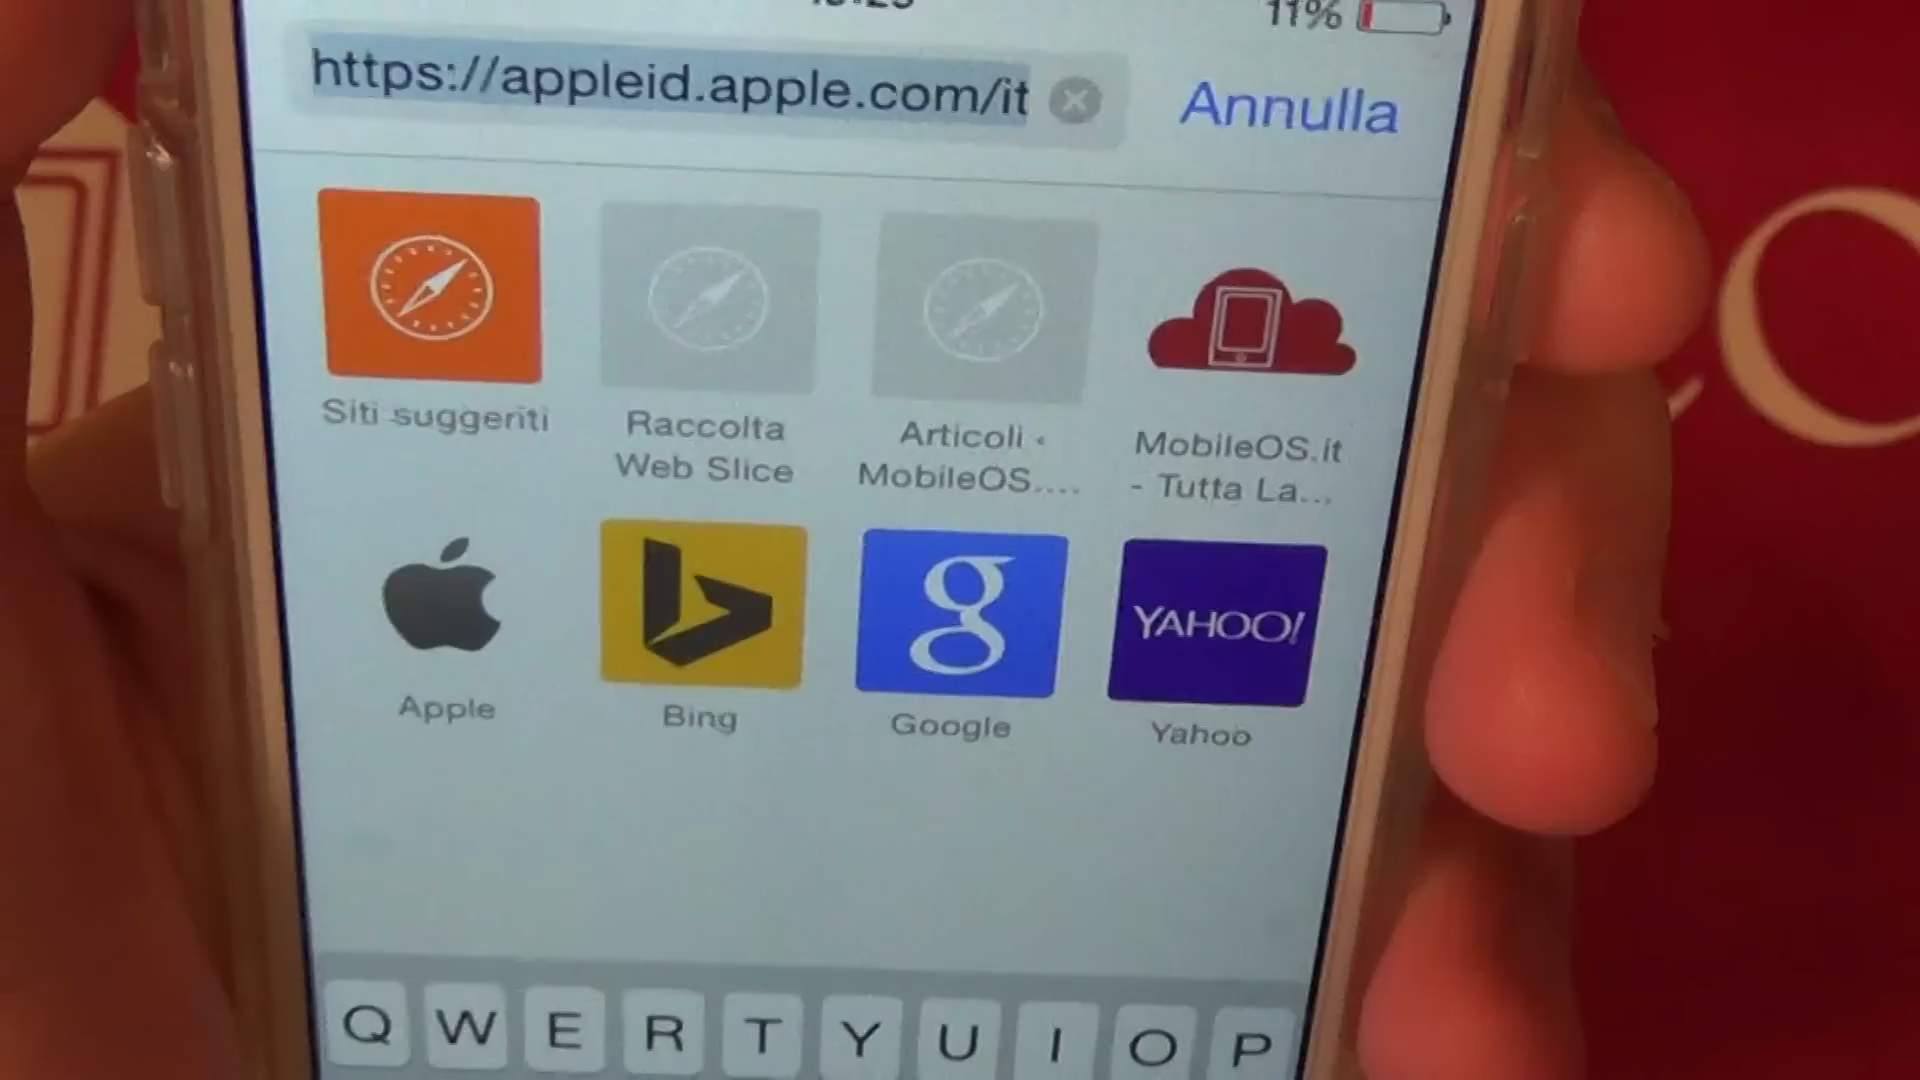 11%
https://appleid.apple.com/it
Annulla
Siti suggeriti
Raccolta
Web Slice
Articoli ‹
MobileOS....
MobileOS.it
- Tutta La...
YAHOO!
Apple
Bing
Google
Yahoo
Q W E R T Y U I O P